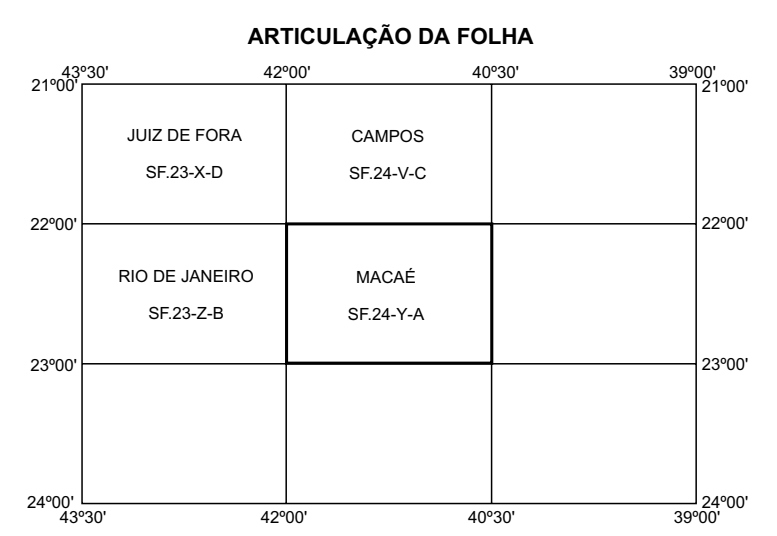 ARTICULAÇÃO DA FOLHA
43º30' 42º00' 40º30' 39º00'
21º00' 21º00'
JUIZ DE FORA CAMPOS
SF.23-X-D SF.24-V-C
22º00' 22º00'
RIO DE JANEIRO MACAÉ
SF.23-Z-B SF.24-Y-A
23º00' 23º00'
24º00' 24º00'
43º30' 42º00' 40º30' 39º00'